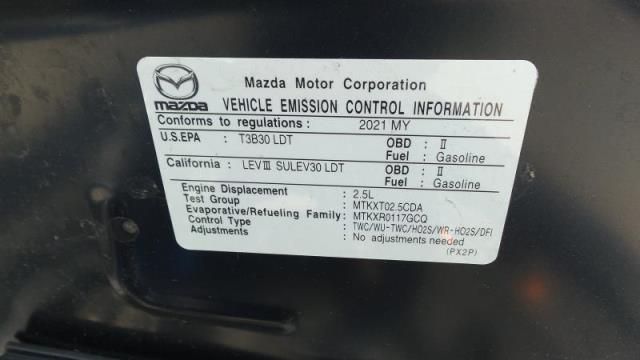 Mazda Motor Corporation
mazda VEHICLE EMISSION CONTROL INFORMATION
Conforms to regulations : 2021 MY
U.S.EPA : T3B30 LDT OBD : II
Fuel : Gasoline
California : LEVⅢ SULEV30 LDT OBD : II
Fuel : Gasoline
Engine Displacement : 2.5L
Test Group : MTKXT02.5CDA
Evaporative/Refueling Family: MTKXR0117GCQ
Control Type : TWC/WU-TWC/HO2S/WR-HO2S/DFI
Adjustments : No adjustments needed
(PX2P)